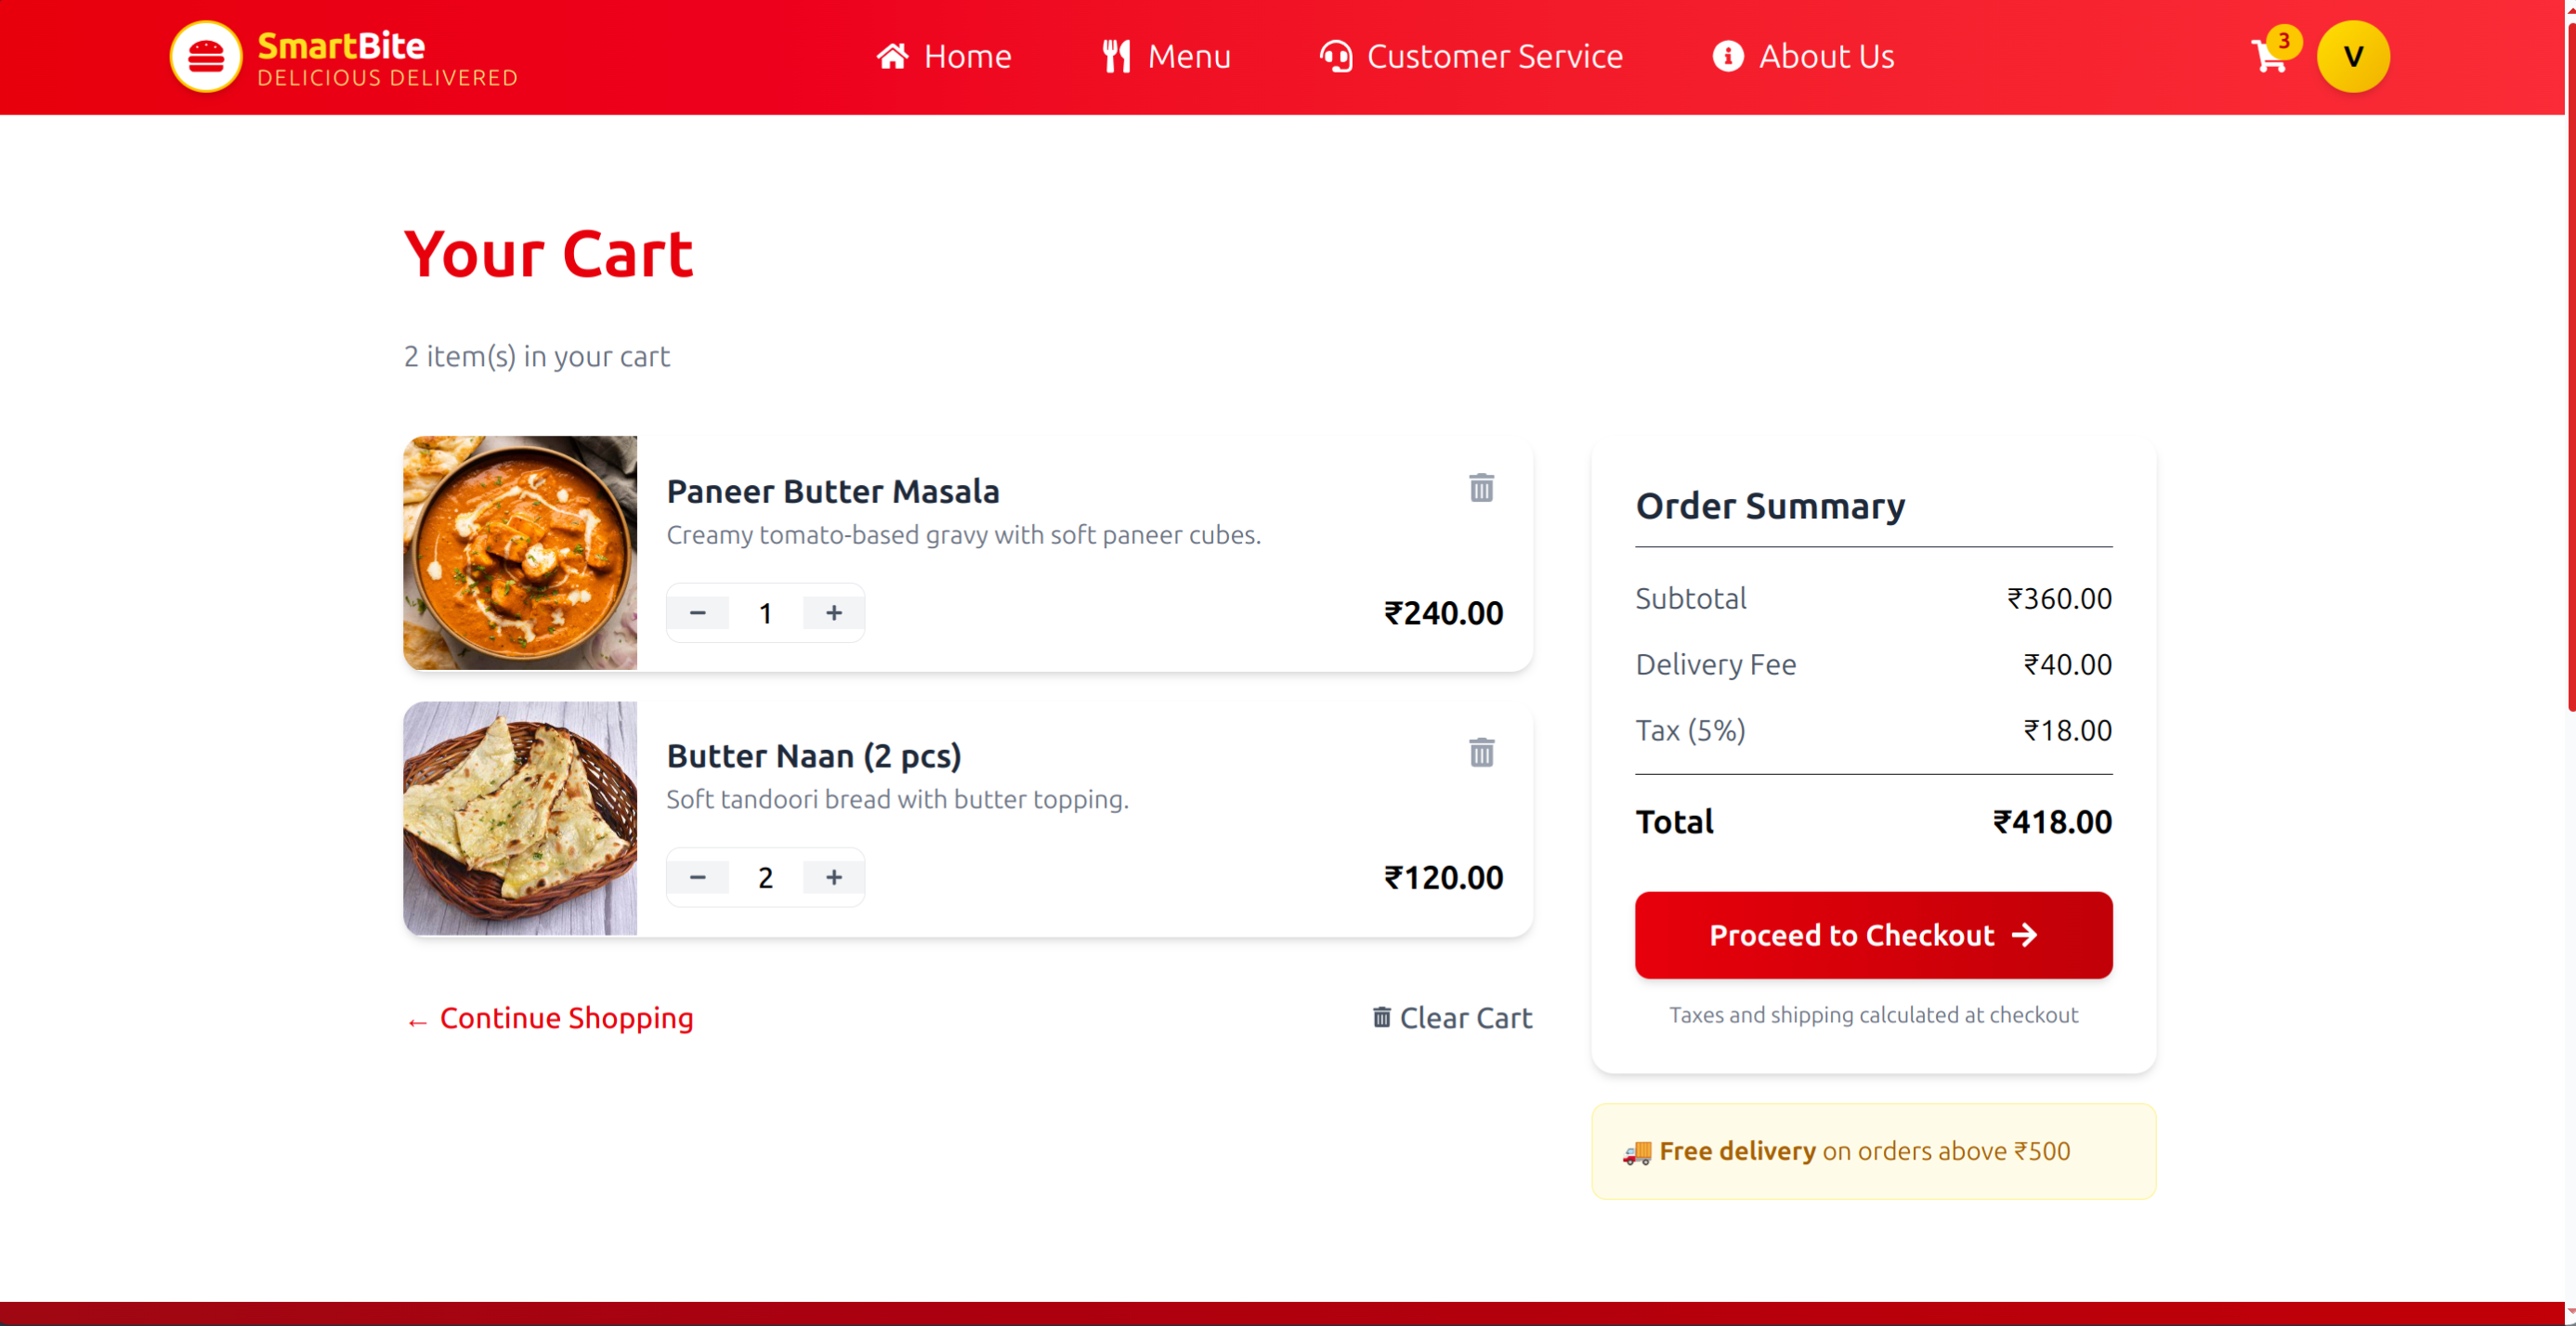 SmartBite
DELICIOUS DELIVERED
Home
Menu
Customer Service
About Us
3
V
Your Cart
2 item(s) in your cart
Paneer Butter Masala
Creamy tomato-based gravy with soft paneer cubes.
− 1 +
₹240.00
Butter Naan (2 pcs)
Soft tandoori bread with butter topping.
− 2 +
₹120.00
← Continue Shopping
Clear Cart
Order Summary
Subtotal ₹360.00
Delivery Fee ₹40.00
Tax (5%) ₹18.00
Total ₹418.00
Proceed to Checkout →
Taxes and shipping calculated at checkout
🚚 Free delivery on orders above ₹500